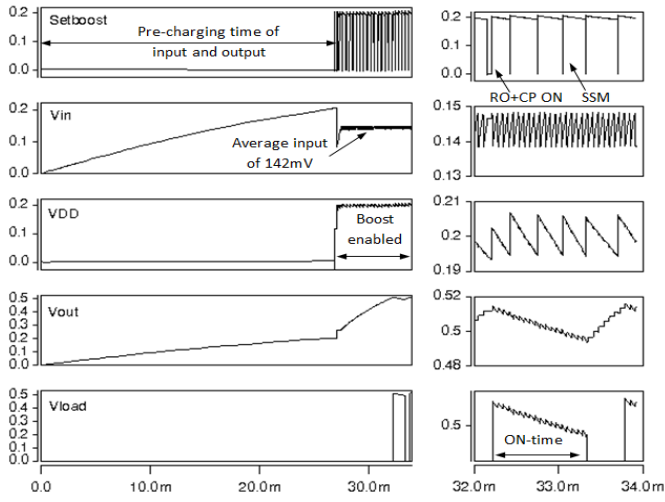 Setboost
0.2
0.1
0.0
Pre-charging time of
input and output
0.2
0.1
0.0
RO+CP ON
SSM
Vin
0.2
0.1
0.0
Average input
of 142mV
0.15
0.14
0.13
VDD
0.2
0.1
0.0
Boost
enabled
0.21
0.2
0.19
Vout
0.5
0.4
0.3
0.2
0.1
0.0
0.52
0.5
0.48
Vload
0.5
0.4
0.3
0.2
0.1
0.0
0.5
ON-time
0.0 10.0m 20.0m 30.0m
32.0m 33.0m 34.0m